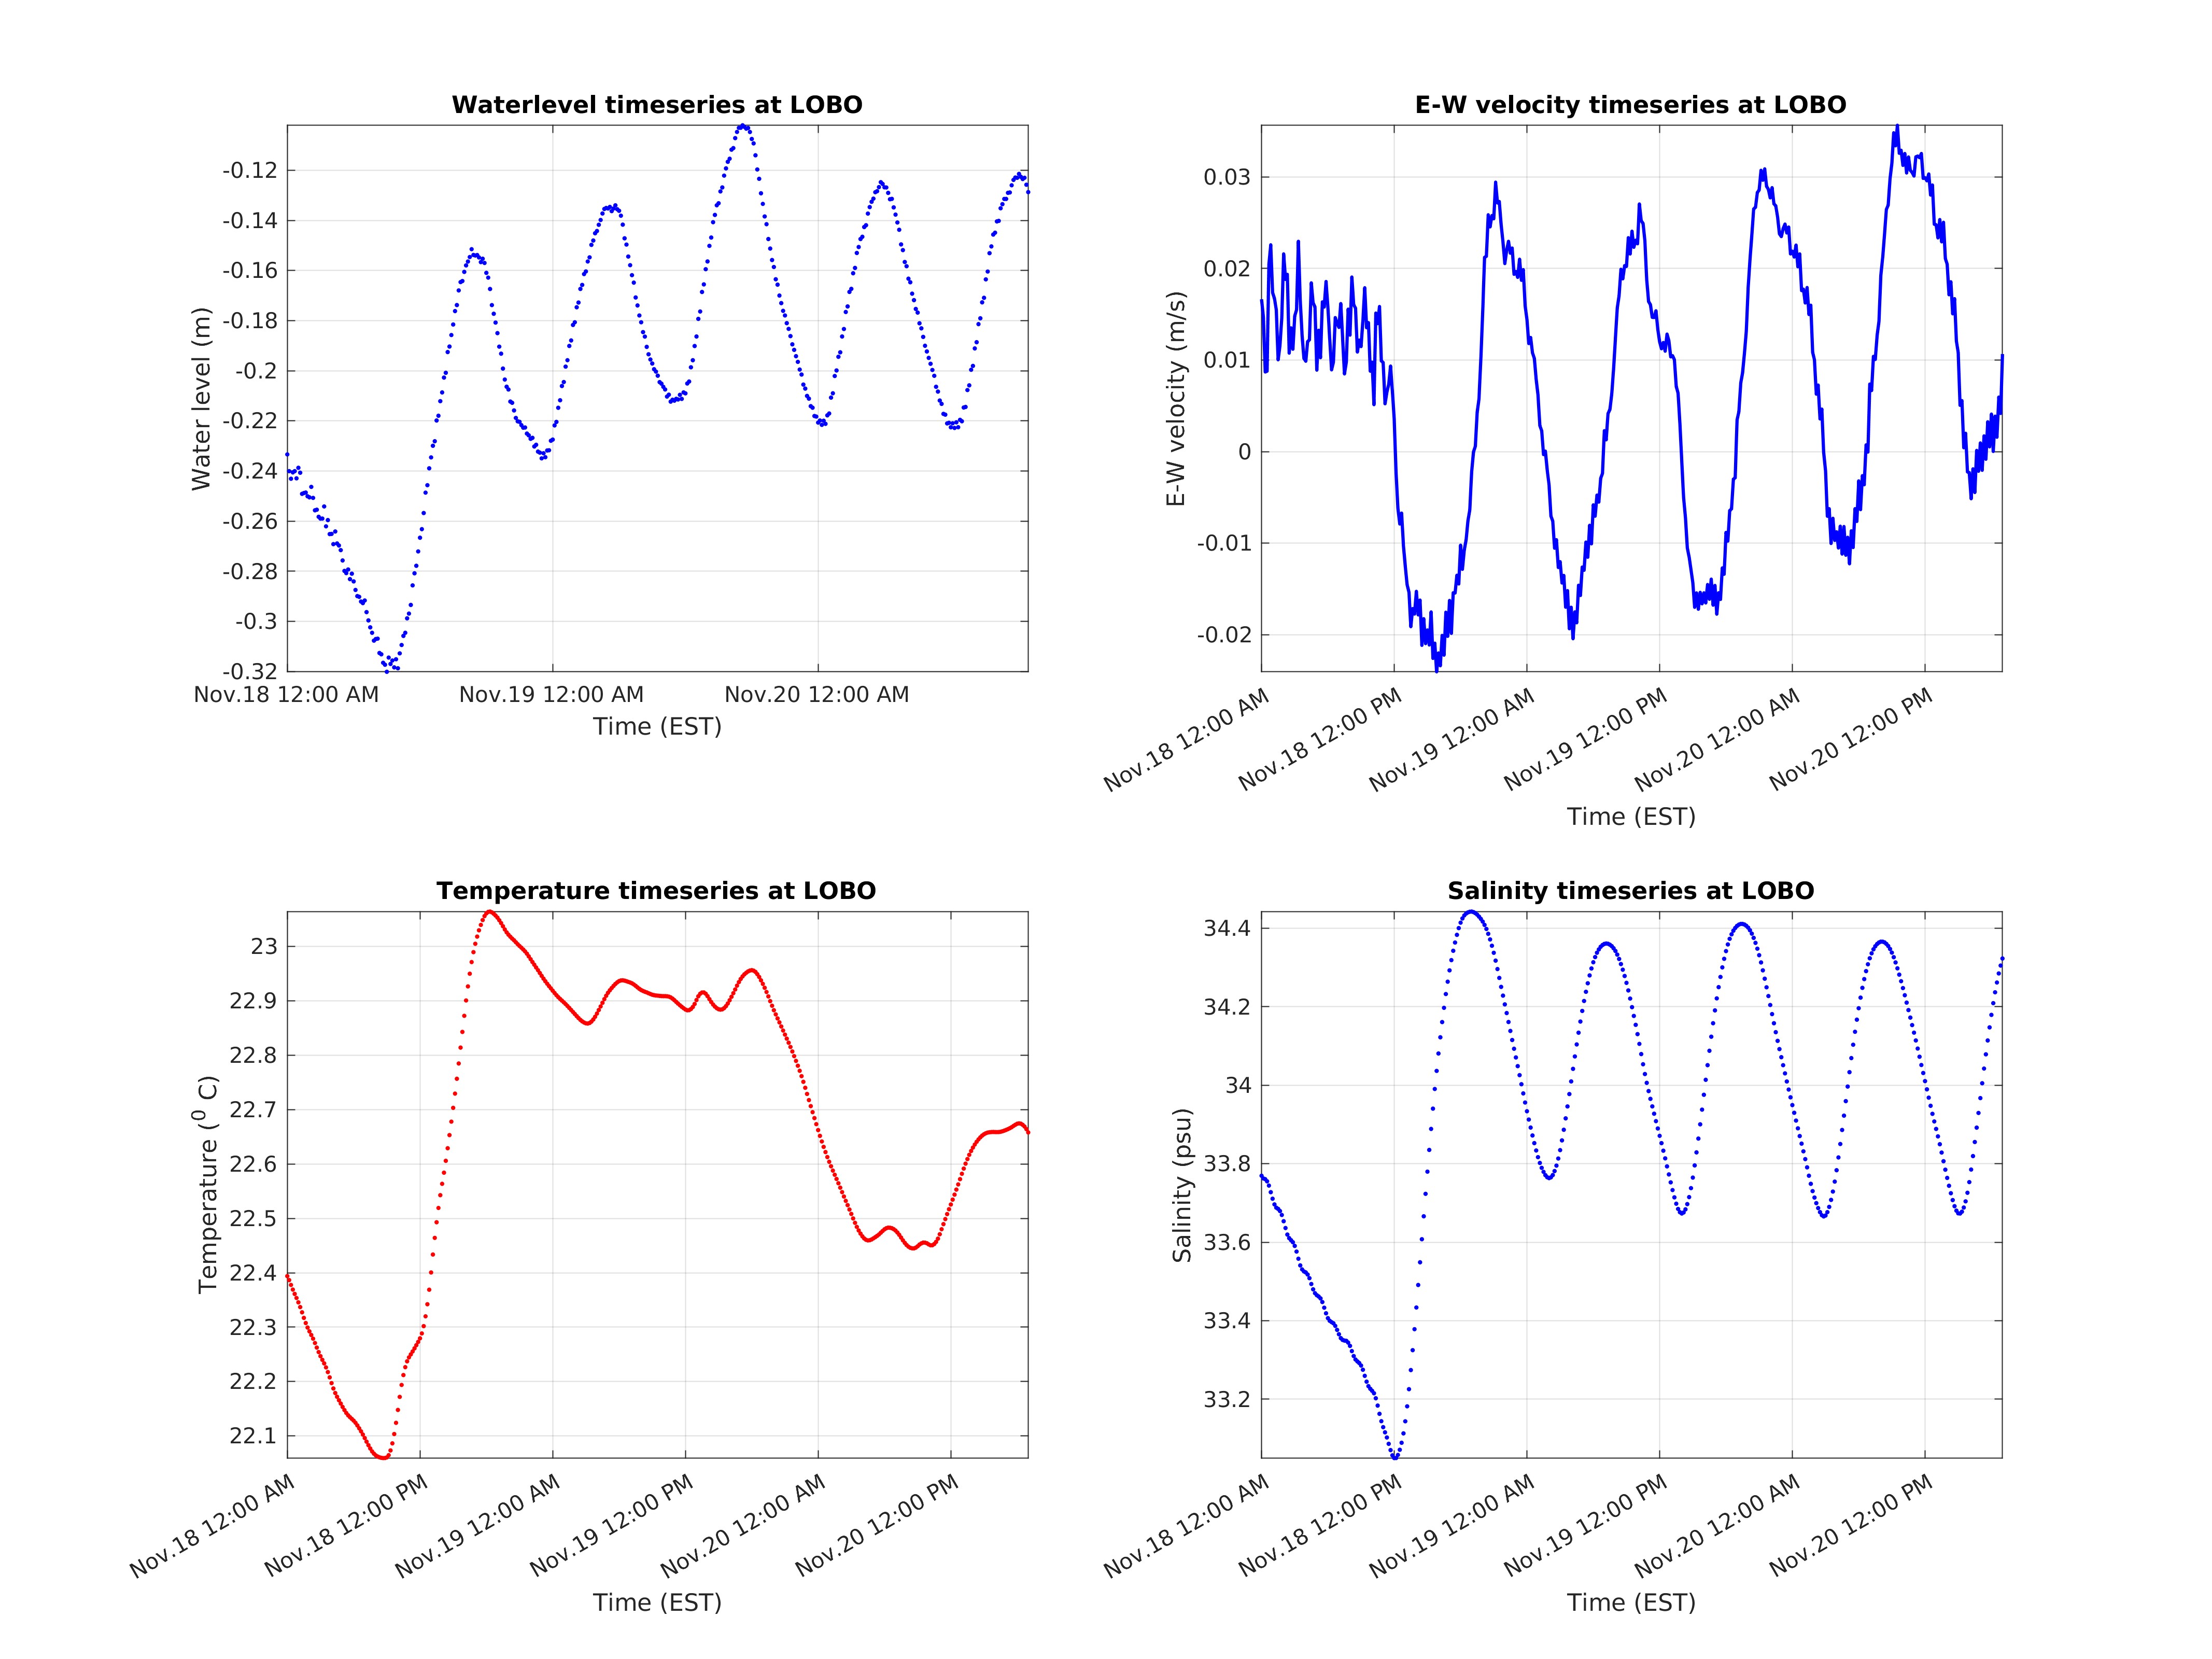 Waterlevel timeseries at LOBO
Water level (m)
-0.12
-0.14
-0.16
-0.18
-0.2
-0.22
-0.24
-0.26
-0.28
-0.3
-0.32
Nov.18 12:00 AM
Nov.19 12:00 AM
Nov.20 12:00 AM
Time (EST)
E-W velocity timeseries at LOBO
E-W velocity (m/s)
0.03
0.02
0.01
0
-0.01
-0.02
Nov.18 12:00 AM
Nov.18 12:00 PM
Nov.19 12:00 AM
Nov.19 12:00 PM
Nov.20 12:00 AM
Nov.20 12:00 PM
Time (EST)
Temperature timeseries at LOBO
Temperature (⁰ C)
23
22.9
22.8
22.7
22.6
22.5
22.4
22.3
22.2
22.1
Nov.18 12:00 AM
Nov.18 12:00 PM
Nov.19 12:00 AM
Nov.19 12:00 PM
Nov.20 12:00 AM
Nov.20 12:00 PM
Time (EST)
Salinity timeseries at LOBO
Salinity (psu)
34.4
34.2
34
33.8
33.6
33.4
33.2
Nov.18 12:00 AM
Nov.18 12:00 PM
Nov.19 12:00 AM
Nov.19 12:00 PM
Nov.20 12:00 AM
Nov.20 12:00 PM
Time (EST)